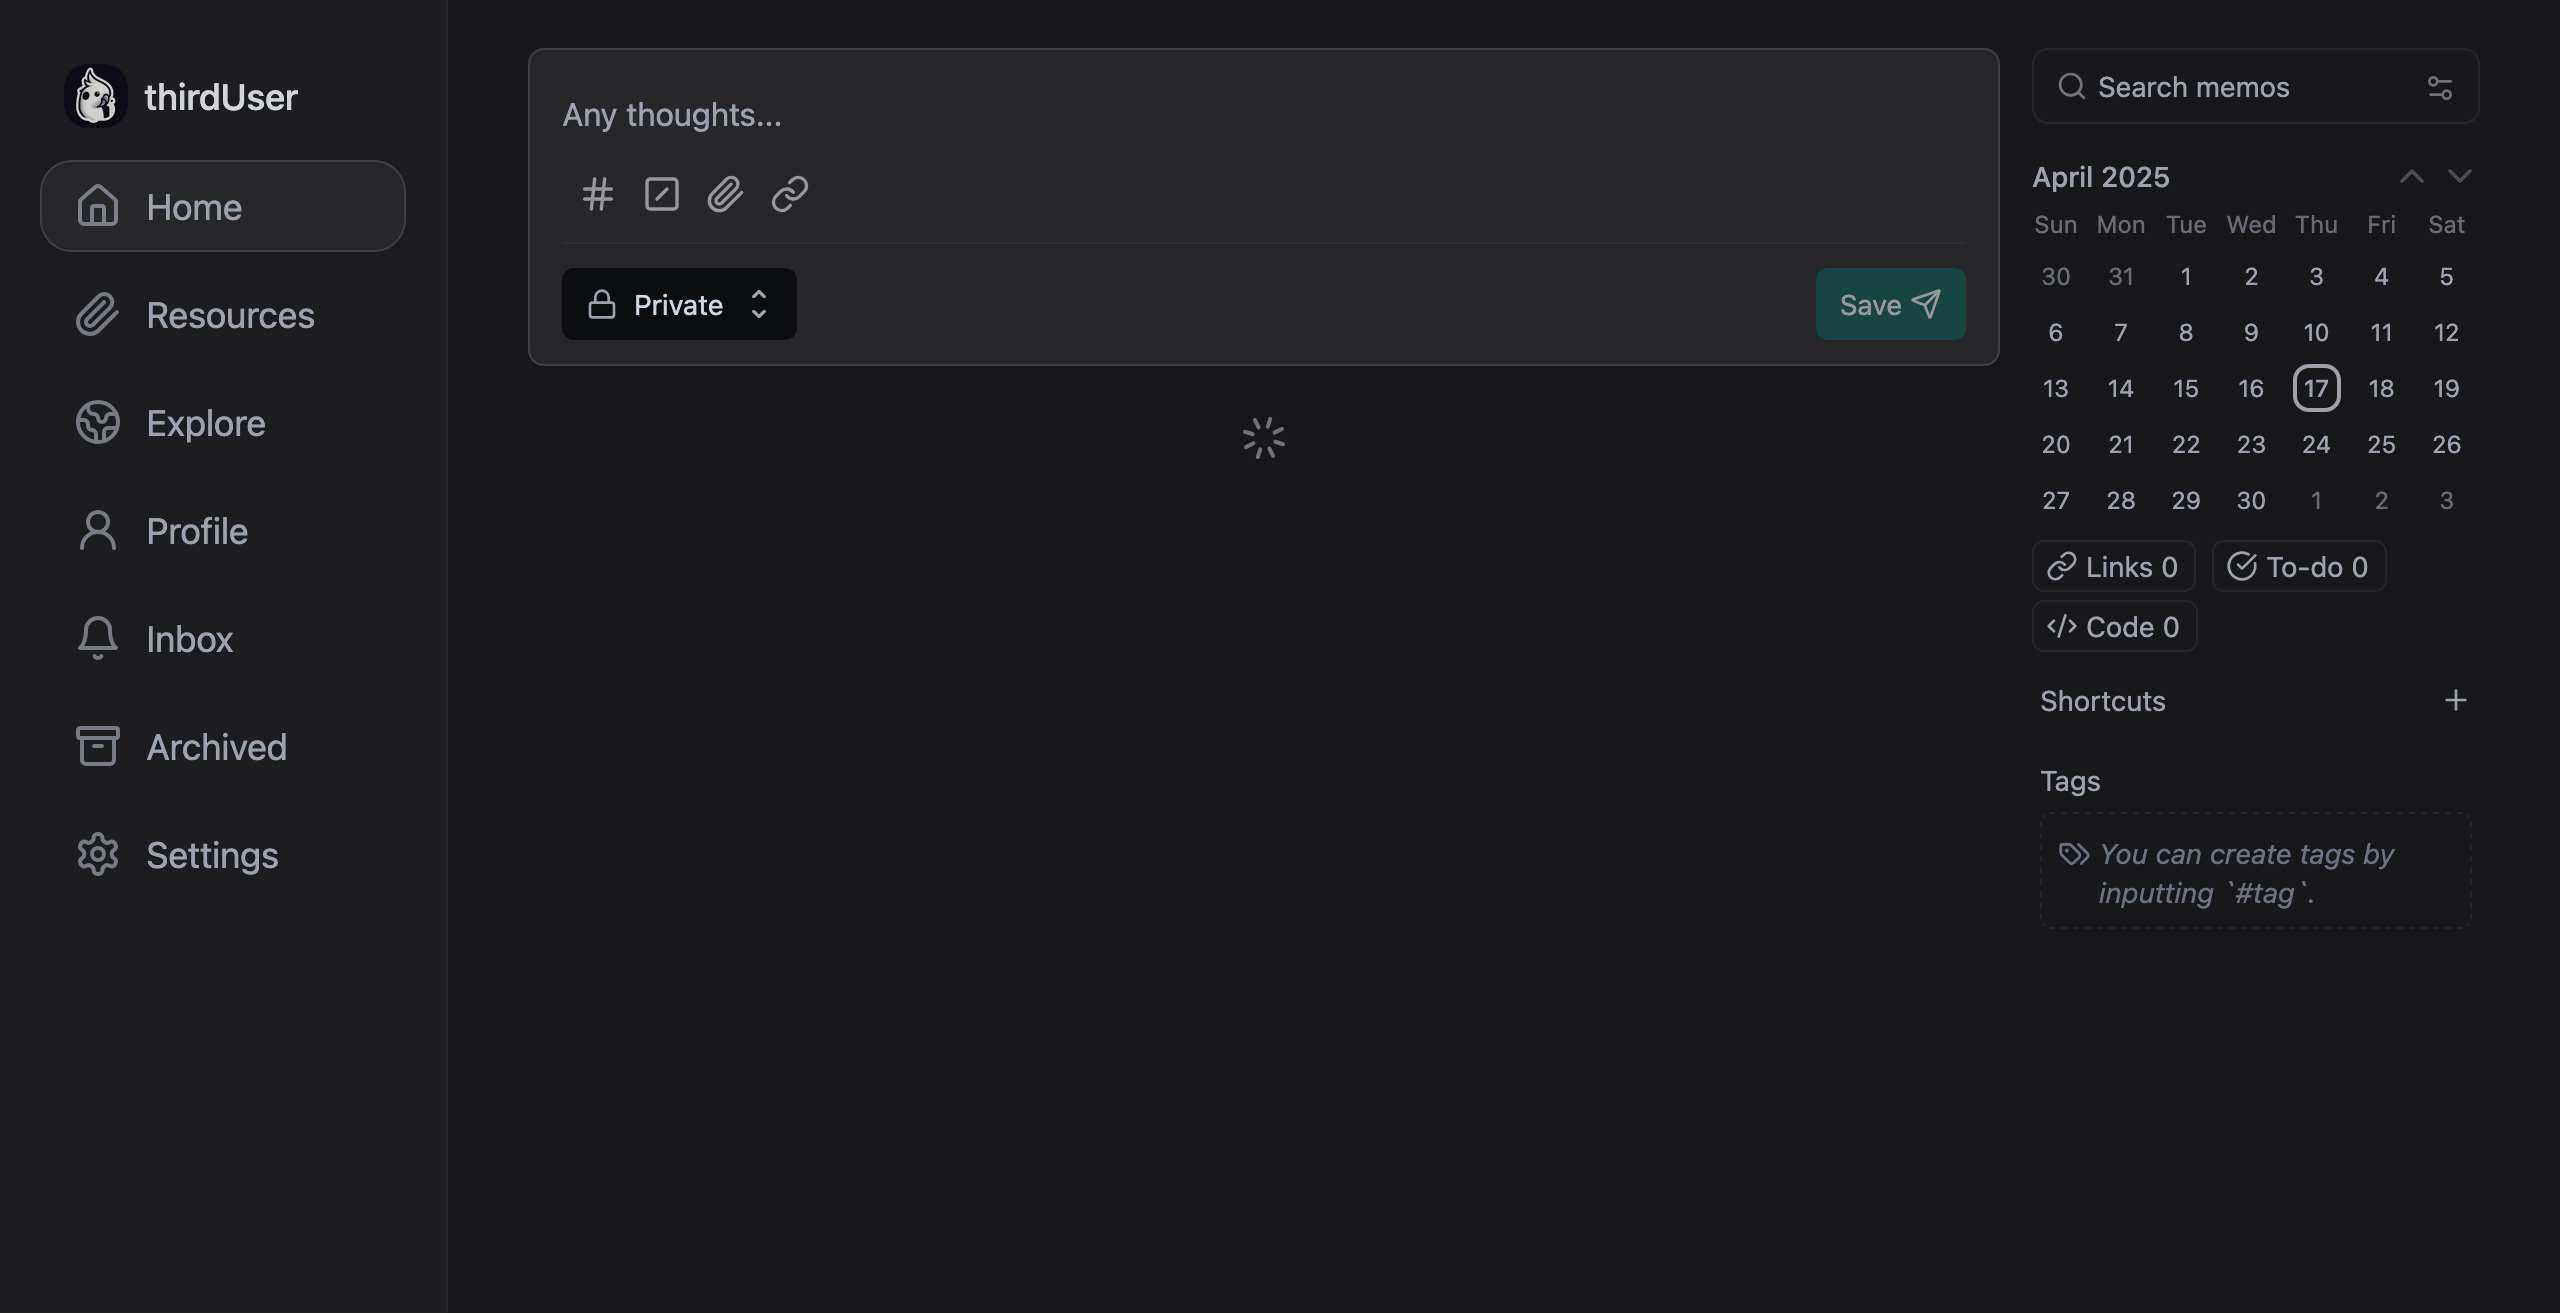 thirdUser
Home
Resources
Explore
Profile
Inbox
Archived
Settings
Any thoughts...
Private
Save
Search memos
April 2025
Sun Mon Tue Wed Thu Fri Sat
30 31 1 2 3 4 5
6 7 8 9 10 11 12
13 14 15 16 17 18 19
20 21 22 23 24 25 26
27 28 29 30 1 2 3
Links 0 To-do 0
Code 0
Shortcuts
Tags
You can create tags by
inputting `#tag`.